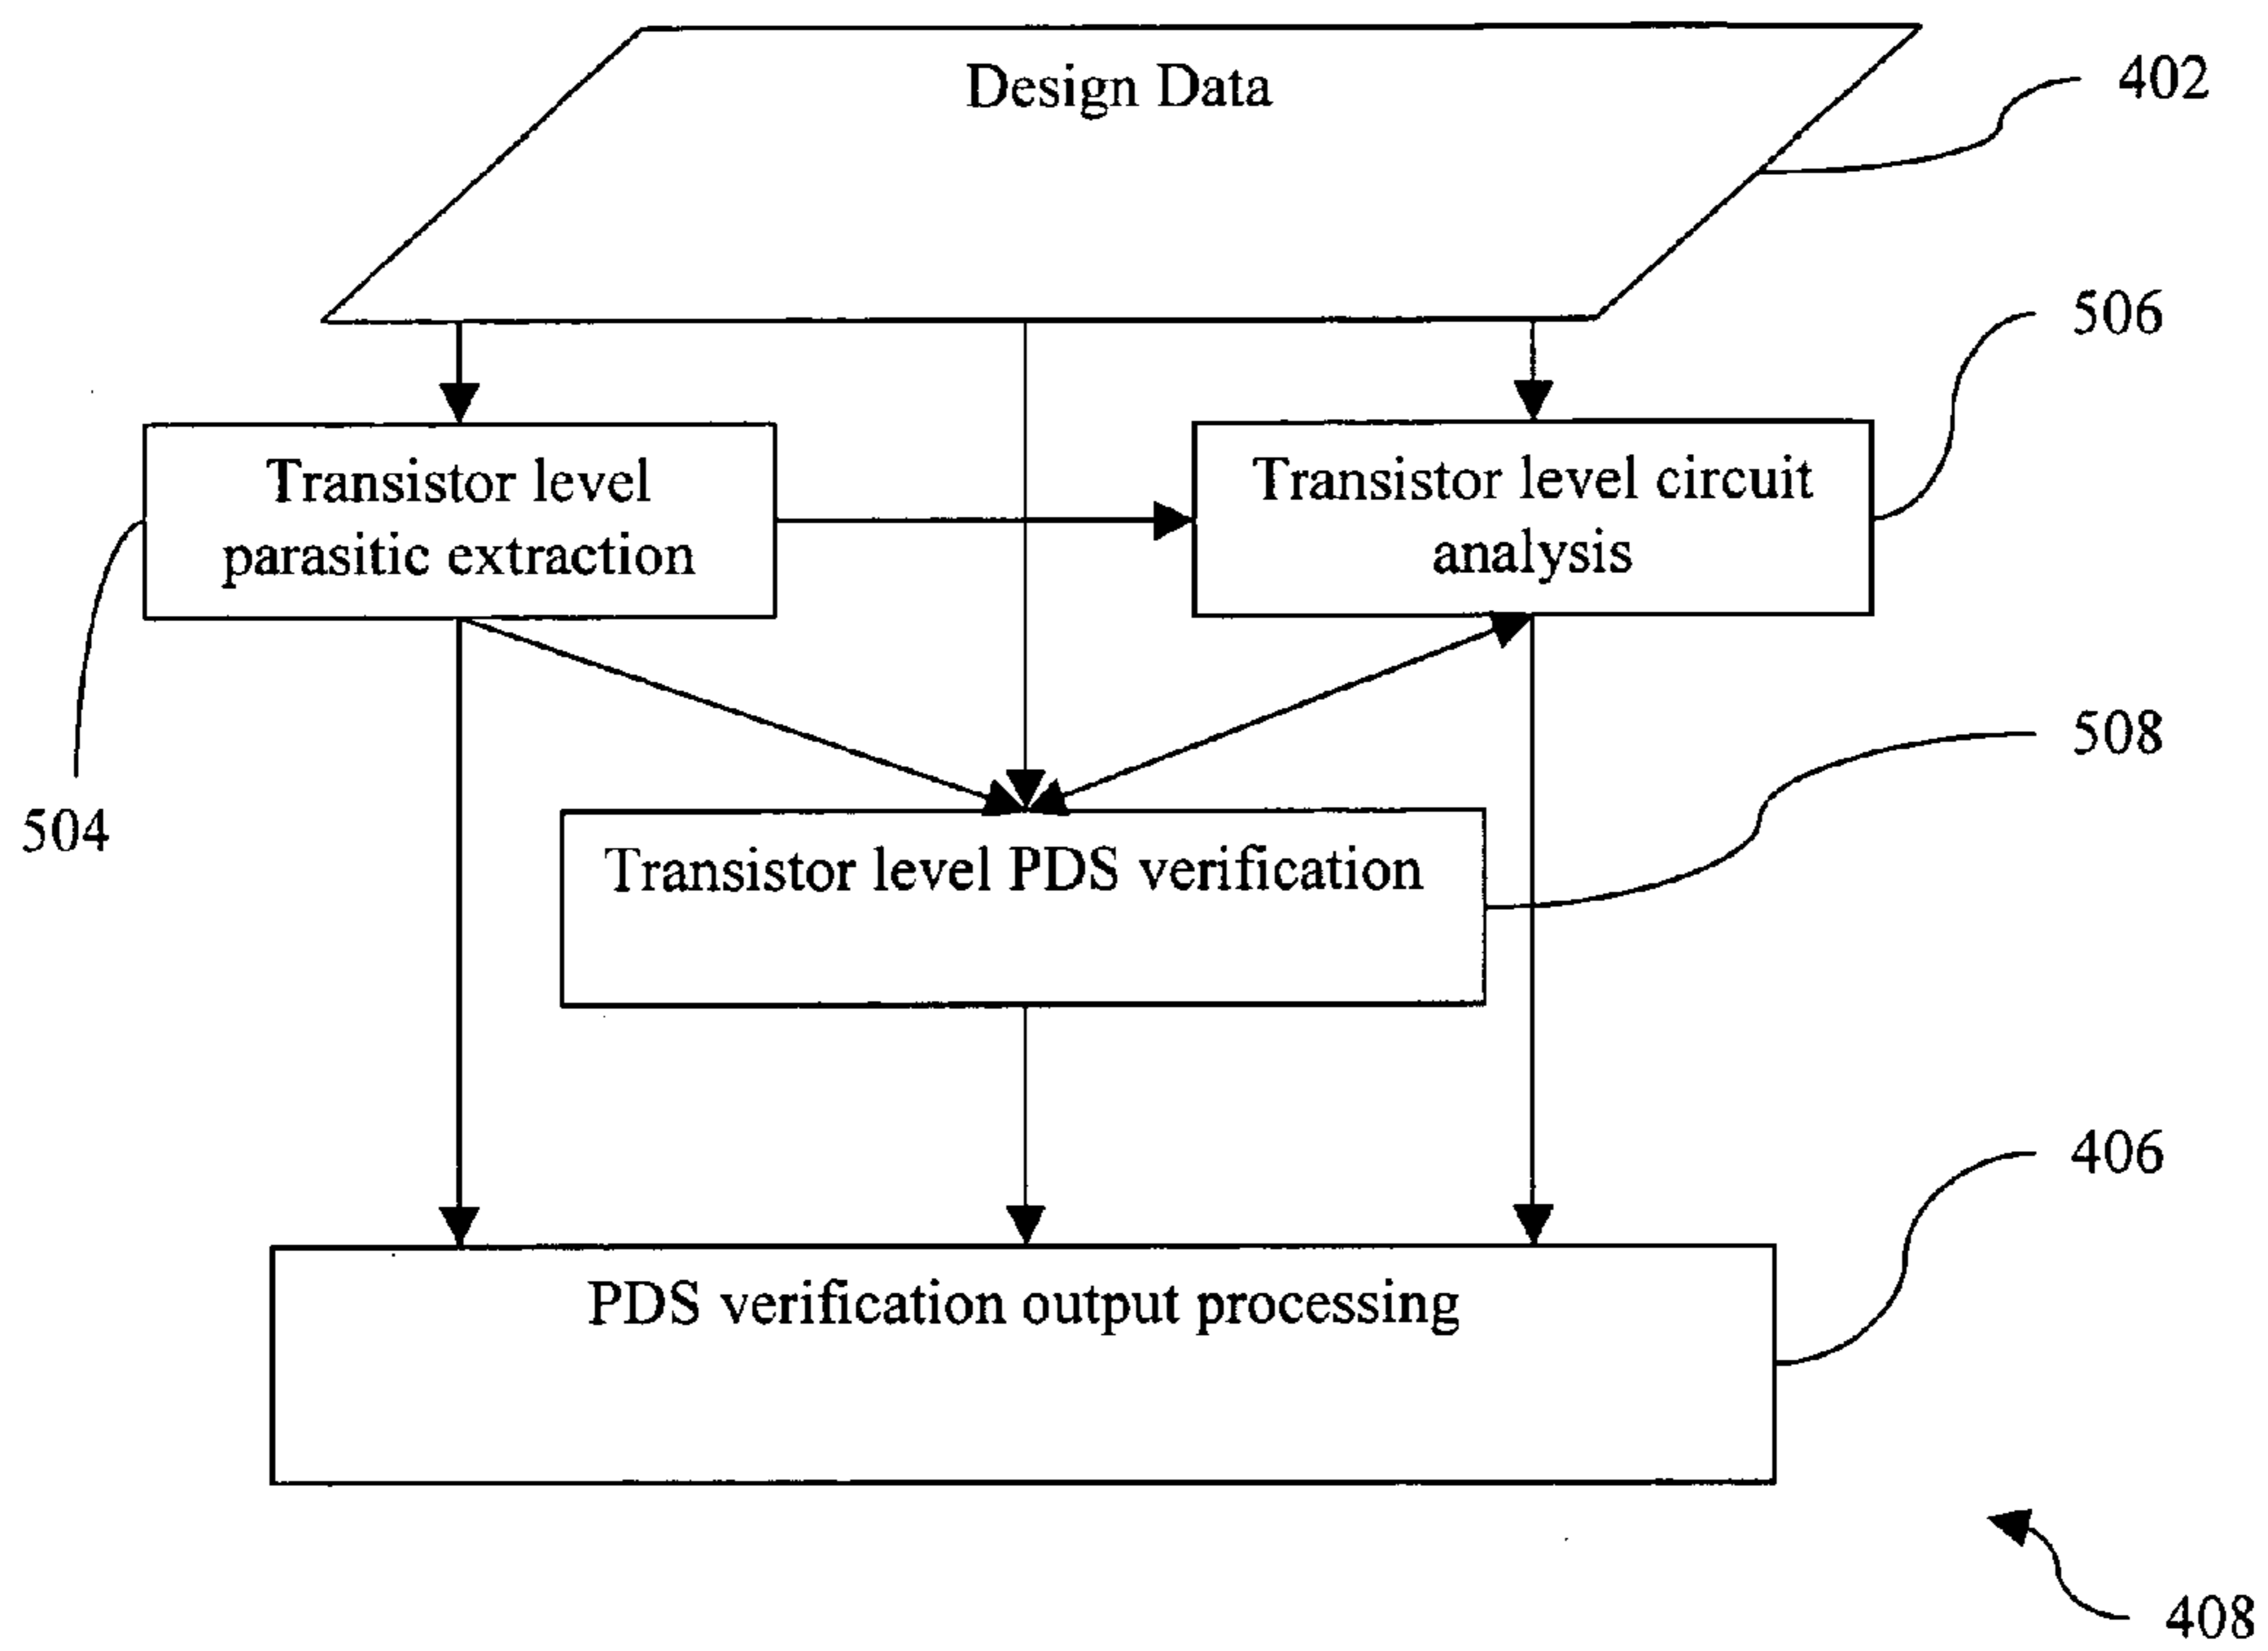 Design Data
402
506
Transistor level
parasitic extraction
Transistor level circuit
analysis
508
504
Transistor level PDS verification
406
PDS verification output processing
408